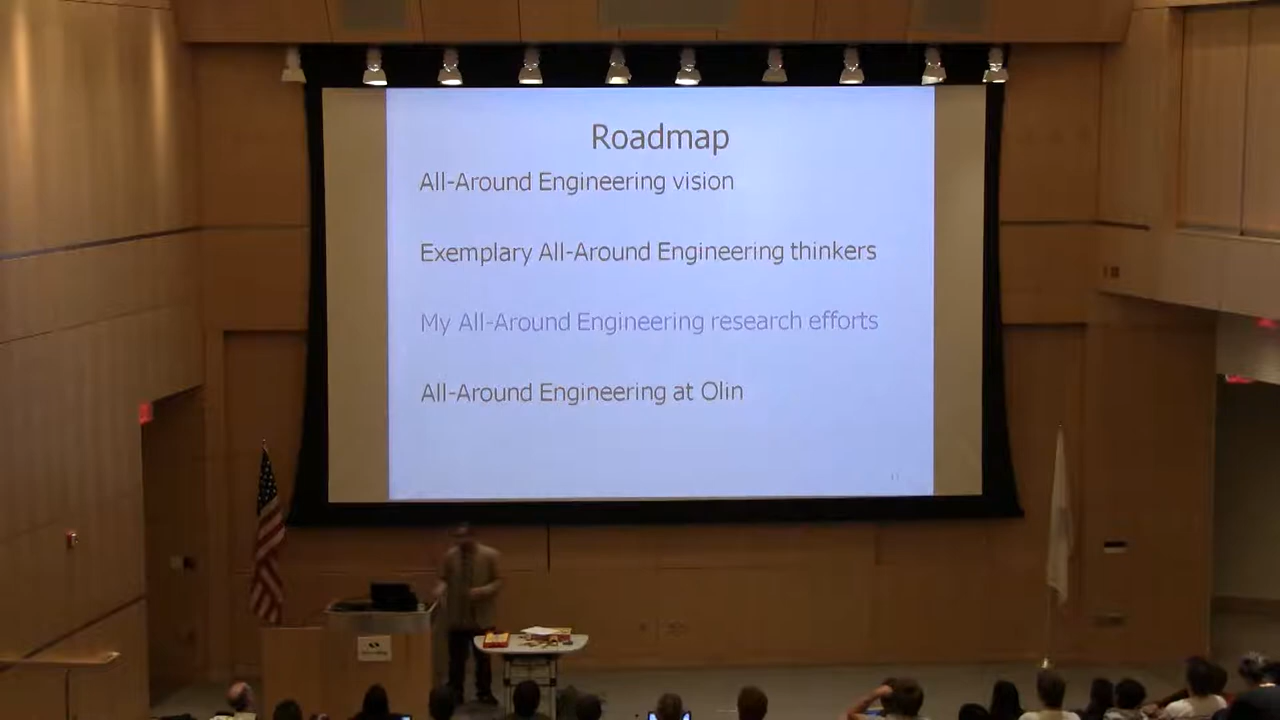 Roadmap
All-Around Engineering vision
Exemplary All-Around Engineering thinkers
My All-Around Engineering research efforts
All-Around Engineering at Olin